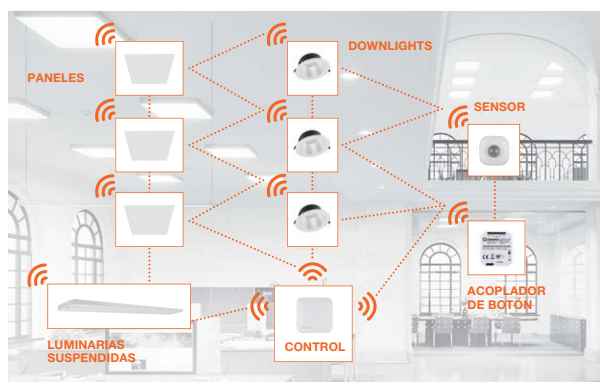 PANELES
DOWNLIGHTS
SENSOR
ACOPLADOR
DE BOTÓN
LUMINARIAS
SUSPENDIDAS
CONTROL